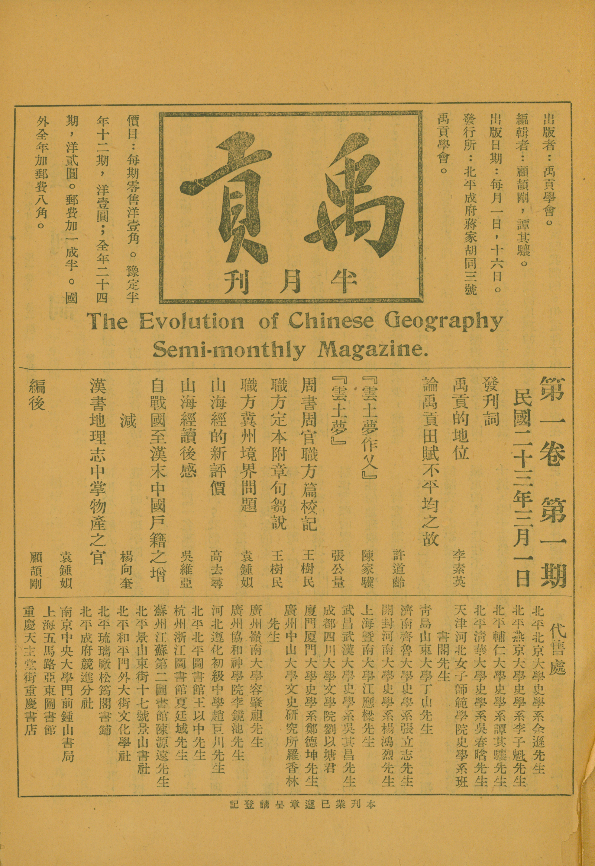 出版者：禹貢學會。
編輯者：顧頡剛，譚其驤。
出版日期：每月一日，十六日。
發行所：北平成府蔣家胡同三號
禹貢學會。
禹貢
半月刊
價目：每期零售洋壹角。豫定半
年十二期，洋壹圓；全年二十四
期，洋貳圓。郵費加一成半。國
外全年加郵費八角。
The Evolution of Chinese Geography
Semi-monthly Magazine.
第一卷 第一期
民國二十三年三月一日
發刊詞
禹貢的地位 李素英
論禹貢田賦不平均之故 許道齡
『雲土夢作乂』 陳家驥
『雲土夢』 張公量
周書周官職方篇校記 王樹民
職方定本附章句芻說 王樹民
職方冀州境界問題 袁鍾姒
山海經的新評價 高去尋
山海經讀後感 吳維亞
自戰國至漢末中國戶籍之增
減 楊向奎
漢書地理志中掌物產之官 袁鍾姒
編後 顧頡剛
代售處
北平北京大學史學系余遜先生
北平燕京大學史學系李子魁先生
北平輔仁大學史學系譚其驤先生
北平清華大學史學系吳春晗先生
天津河北女子師範學院史學系班
書閣先生
青島山東大學丁山先生
濟南齊魯大學史學系張立志先生
開封河南大學史學系楊鴻烈先生
上海暨南大學江應樑先生
武昌武漢大學史學系吳其昌先生
成都四川大學文學院劉以塘君
廈門廈門大學史學系鄭德坤先生
廣州中山大學文史研究所羅香林
先生
廣州嶺南大學容肇祖先生
廣州協和神學院李鏡池先生
河北遵化初級中學趙巨川先生
北平北平圖書館王以中先生
杭州浙江圖書館夏廷棫先生
蘇州江蘇第二圖書館陳源遠先生
北平景山東街十七號景山書社
北平和平門外大街文化學社
北平琉璃廠松筠閣書鋪
北平成府競進分社
南京中央大學門前鍾山書局
上海五馬路亞東圖書館
重慶天主堂街重慶書店
本刊業已遵章呈請登記